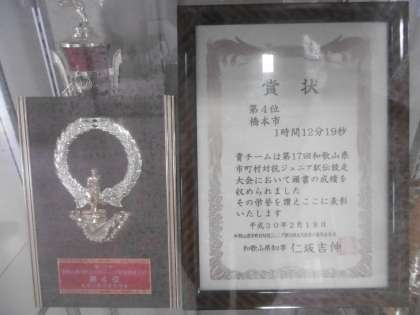 賞状
第4位
橋本市
1時間12分19秒
貴チームは第17回和歌山県
市町村対抗ジュニア駅伝競走
大会において頭書の成績を
収められました
その栄誉を讃えここに表彰
いたします
平成30年2月18日
和歌山県知事 仁坂吉伸
第4位